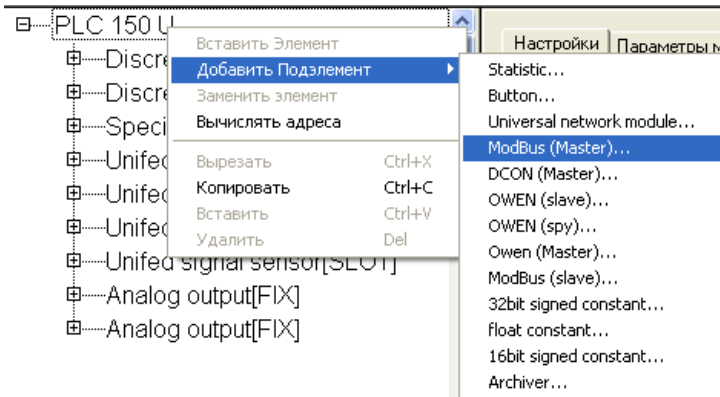 PLC 150 U
Discre
Discre
Speci
Unifed
Unifed
Unifed
Unifed signal sensor[SLOT]
Analog output[FIX]
Analog output[FIX]
Вставить Элемент
Добавить Подэлемент
Заменить элемент
Вычислять адреса
Вырезать Ctrl+X
Копировать Ctrl+C
Вставить Ctrl+V
Удалить Del
Настройки Параметры м
Statistic...
Button...
Universal network module...
ModBus (Master)...
DCON (Master)...
OWEN (slave)...
OWEN (spy)...
Owen (Master)...
ModBus (slave)...
32bit signed constant...
float constant...
16bit signed constant...
Archiver...